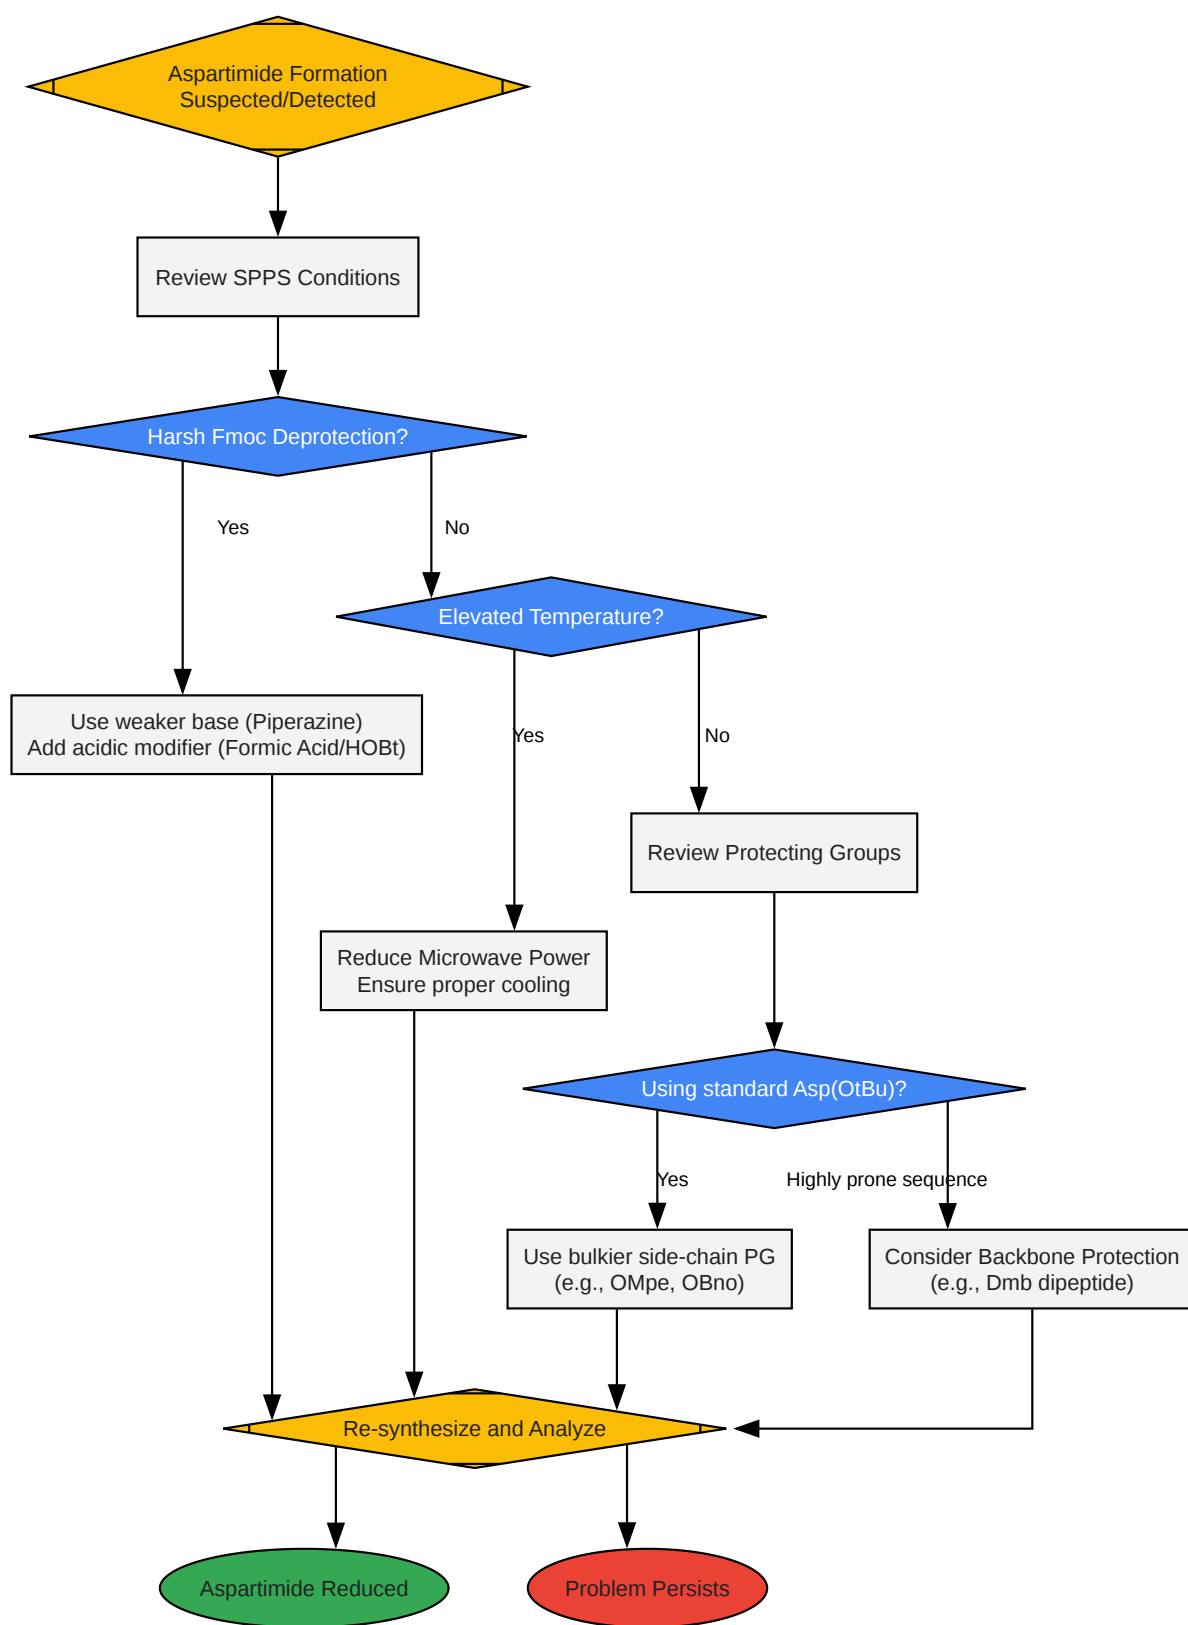 Aspartimide Formation
Suspected/Detected
Review SPPS Conditions
Harsh Fmoc Deprotection?
Yes
No
Elevated Temperature?
Use weaker base (Piperazine)
Add acidic modifier (Formic Acid/HOBt)
Yes
No
Review Protecting Groups
Reduce Microwave Power
Ensure proper cooling
Using standard Asp(OtBu)?
Yes
Highly prone sequence
Use bulkier side-chain PG
(e.g., OMpe, OBno)
Consider Backbone Protection
(e.g., Dmb dipeptide)
Re-synthesize and Analyze
Aspartimide Reduced
Problem Persists